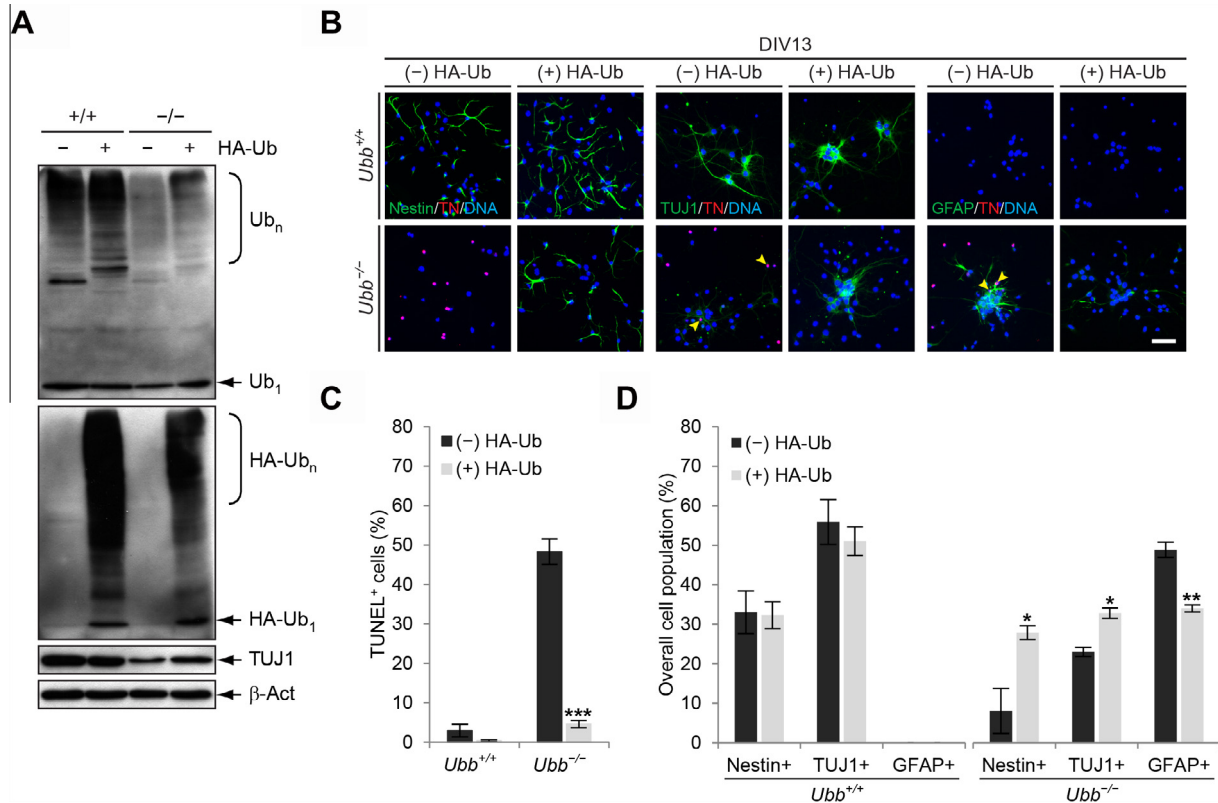 A
+/+ −/−
− + − + HA-Ub
Ubn
Ub1
HA-Ubn
HA-Ub1
TUJ1
β-Act
B
DIV13
(−) HA-Ub (+) HA-Ub (−) HA-Ub (+) HA-Ub (−) HA-Ub (+) HA-Ub
Ubb+/+
Nestin/TN/DNA TUJ1/TN/DNA GFAP/TN/DNA
Ubb−/−
C
TUNEL+ cells (%)
80
70
60
50
40
30
20
10
0
(−) HA-Ub
(+) HA-Ub
***
Ubb+/+ Ubb−/−
D
Overall cell population (%)
80
70
60
50
40
30
20
10
0
(−) HA-Ub
(+) HA-Ub
* * **
Nestin+ TUJ1+ GFAP+ Nestin+ TUJ1+ GFAP+
Ubb+/+ Ubb−/−